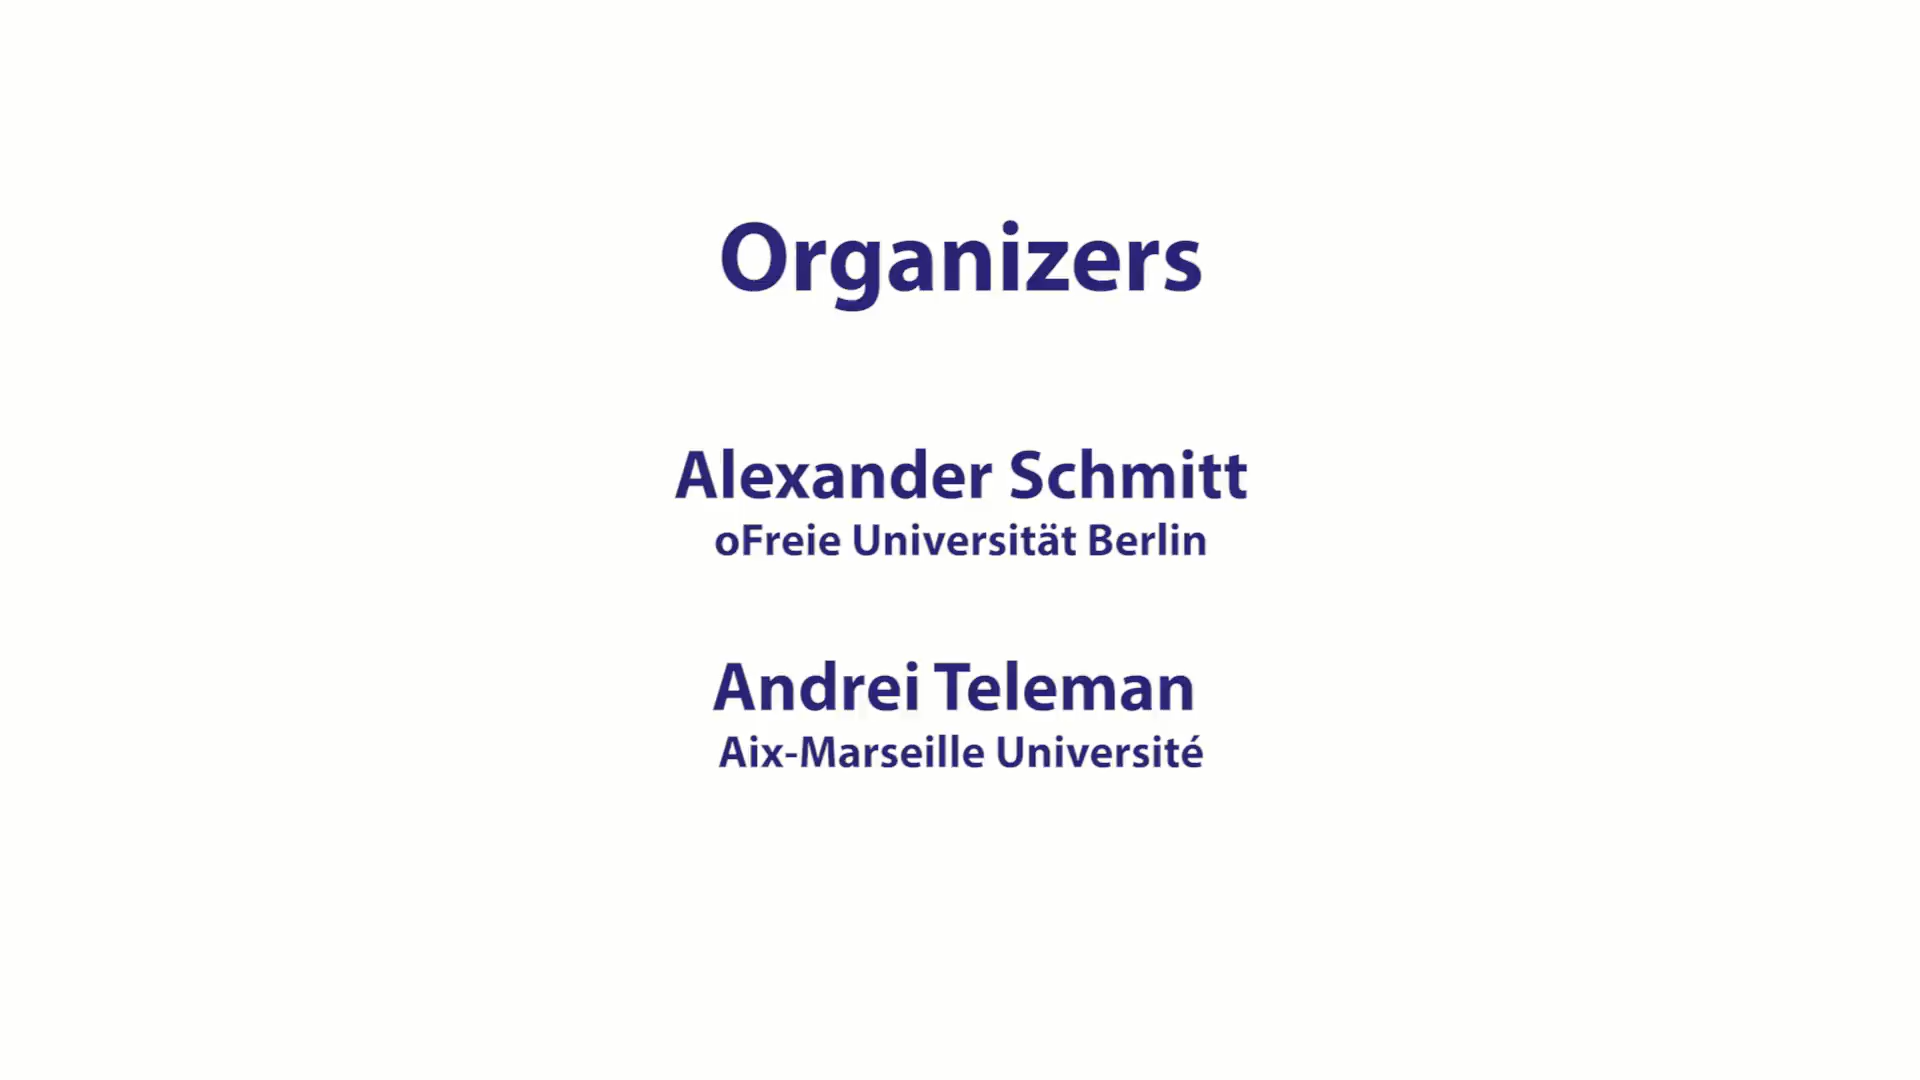 Organizers
Alexander Schmitt
oFreie Universität Berlin
Andrei Teleman
Aix-Marseille Université